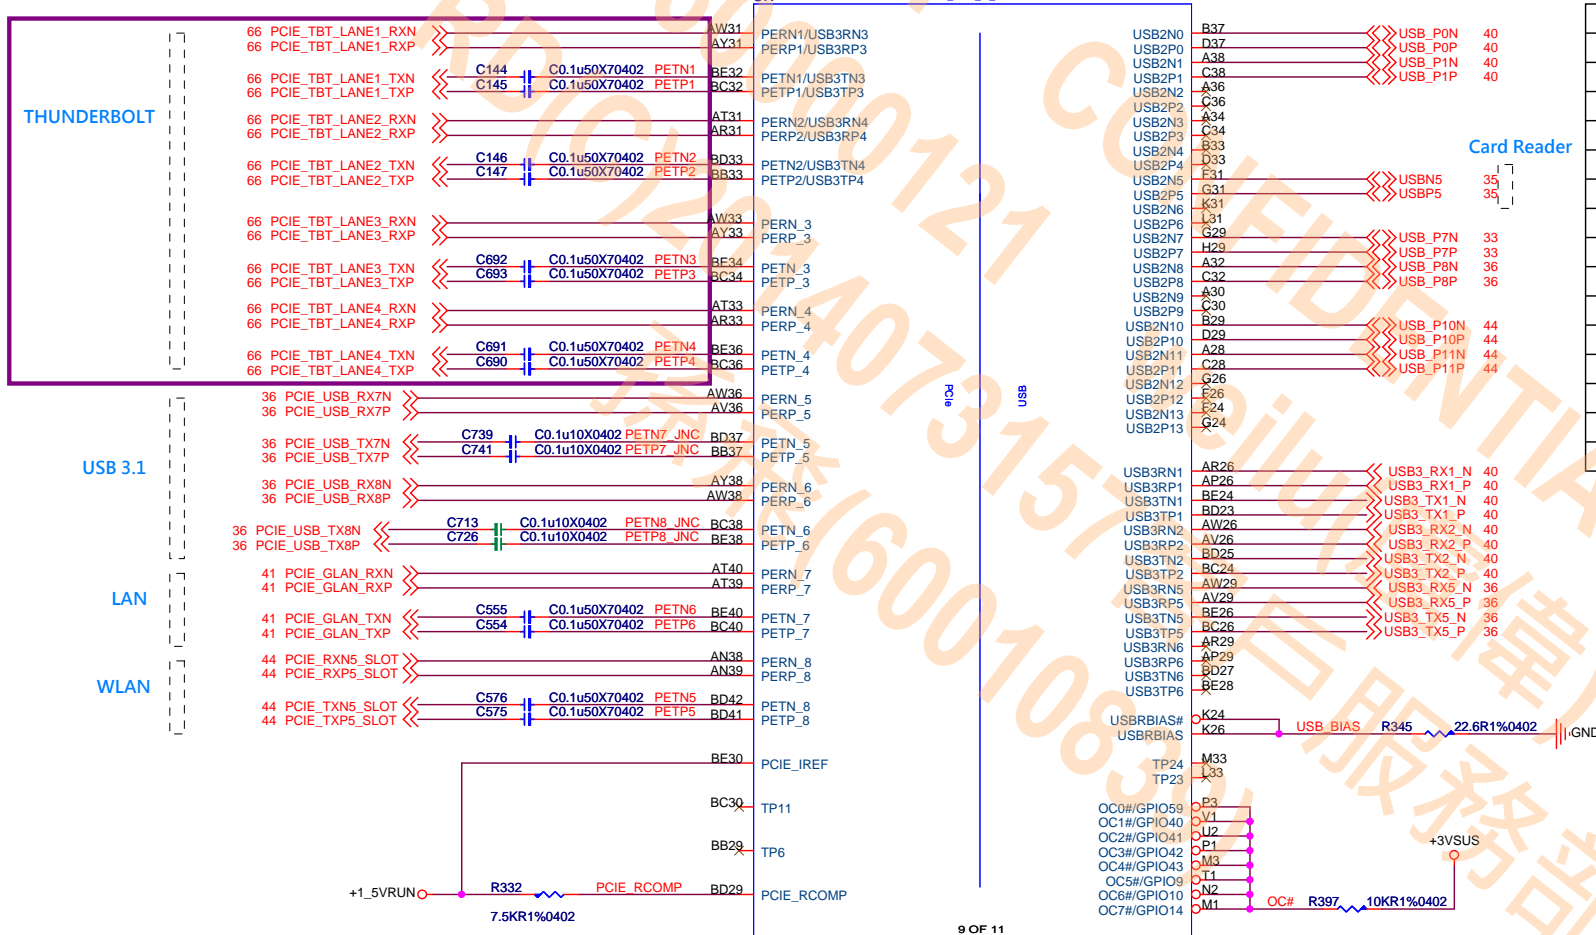 THUNDERBOLT
66 PCIE_TBT_LANE1_RXN AW31 PERN1/USB3RN3
66 PCIE_TBT_LANE1_RXP AY31 PERP1/USB3RP3
66 PCIE_TBT_LANE1_TXN C144 C0.1u50X70402 PETN1 BE32 PETN1/USB3TN3
66 PCIE_TBT_LANE1_TXP C145 C0.1u50X70402 PETP1 BC32 PETP1/USB3TP3
66 PCIE_TBT_LANE2_RXN AT31 PERN2/USB3RN4
66 PCIE_TBT_LANE2_RXP AR31 PERP2/USB3RP4
66 PCIE_TBT_LANE2_TXN C146 C0.1u50X70402 PETN2 BD33 PETN2/USB3TN4
66 PCIE_TBT_LANE2_TXP C147 C0.1u50X70402 PETP2 BB33 PETP2/USB3TP4
66 PCIE_TBT_LANE3_RXN AW33 PERN_3
66 PCIE_TBT_LANE3_RXP AY33 PERP_3
66 PCIE_TBT_LANE3_TXN C692 C0.1u50X70402 PETN3 BE34 PETN_3
66 PCIE_TBT_LANE3_TXP C693 C0.1u50X70402 PETP3 BC34 PETP_3
66 PCIE_TBT_LANE4_RXN AT33 PERN_4
66 PCIE_TBT_LANE4_RXP AR33 PERP_4
66 PCIE_TBT_LANE4_TXN C691 C0.1u50X70402 PETN4 BE36 PETN_4
66 PCIE_TBT_LANE4_TXP C690 C0.1u50X70402 PETP4 BC36 PETP_4
USB 3.1
36 PCIE_USB_RX7N AW36 PERN_5
36 PCIE_USB_RX7P AV36 PERP_5
36 PCIE_USB_TX7N C739 C0.1u10X0402 PETN7_JNC BD37 PETN_5
36 PCIE_USB_TX7P C741 C0.1u10X0402 PETP7_JNC BB37 PETP_5
36 PCIE_USB_RX8N AY38 PERN_6
36 PCIE_USB_RX8P AW38 PERP_6
36 PCIE_USB_TX8N C713 C0.1u10X0402 PETN8_JNC BC38 PETN_6
36 PCIE_USB_TX8P C726 C0.1u10X0402 PETP8_JNC BE38 PETP_6
LAN
41 PCIE_GLAN_RXN AT40 PERN_7
41 PCIE_GLAN_RXP AT39 PERP_7
41 PCIE_GLAN_TXN C555 C0.1u50X70402 PETN6 BE40 PETN_7
41 PCIE_GLAN_TXP C554 C0.1u50X70402 PETP6 BC40 PETP_7
WLAN
44 PCIE_RXN5_SLOT AN38 PERN_8
44 PCIE_RXP5_SLOT AN39 PERP_8
44 PCIE_TXN5_SLOT C576 C0.1u50X70402 PETN5 BD42 PETN_8
44 PCIE_TXP5_SLOT C575 C0.1u50X70402 PETP5 BD41 PETP_8
BE30 PCIE_IREF
BC30 TP11
BB29 TP6
+1_5VRUN R332 PCIE_RCOMP BD29 PCIE_RCOMP
7.5KR1%0402
PCIe
USB
USB2N0 B37 USB_P0N 40
USB2P0 D37 USB_P0P 40
USB2N1 A38 USB_P1N 40
USB2P1 C38 USB_P1P 40
USB2N2 A36
USB2P2 C36
USB2N3 A34
USB2P3 C34
USB2N4 B33
USB2P4 D33
Card Reader
USB2N5 F31 USBN5 35
USB2P5 G31 USBP5 35
USB2N6 K31
USB2P6 L31
USB2N7 G29 USB_P7N 33
USB2P7 H29 USB_P7P 33
USB2N8 A32 USB_P8N 36
USB2P8 C32 USB_P8P 36
USB2N9 A30
USB2P9 C30
USB2N10 B29 USB_P10N 44
USB2P10 D29 USB_P10P 44
USB2N11 A28 USB_P11N 44
USB2P11 C28 USB_P11P 44
USB2N12 G26
USB2P12 F26
USB2N13 F24
USB2P13 G24
USB3RN1 AR26 USB3_RX1_N 40
USB3RP1 AP26 USB3_RX1_P 40
USB3TN1 BE24 USB3_TX1_N 40
USB3TP1 BD23 USB3_TX1_P 40
USB3RN2 AW26 USB3_RX2_N 40
USB3RP2 AV26 USB3_RX2_P 40
USB3TN2 BD25 USB3_TX2_N 40
USB3TP2 BC24 USB3_TX2_P 40
USB3RN5 AW29 USB3_RX5_N 36
USB3RP5 AV29 USB3_RX5_P 36
USB3TN5 BE26 USB3_TX5_N 36
USB3TP5 BC26 USB3_TX5_P 36
USB3RN6 AR29
USB3RP6 AP29
USB3TN6 BD27
USB3TP6 BE28
USBRBIAS# K24
USBRBIAS K26 USB_BIAS R345 22.6R1%0402 GND
TP24 M33
TP23 L33
OC0#/GPIO59 P3
OC1#/GPIO40 V1
OC2#/GPIO41 U2
OC3#/GPIO42 P1
OC4#/GPIO43 M3
OC5#/GPIO9 T1
OC6#/GPIO10 N2
OC7#/GPIO14 M1 OC# R397 10KR1%0402
+3VSUS
9 OF 11
CONFIDENTIA